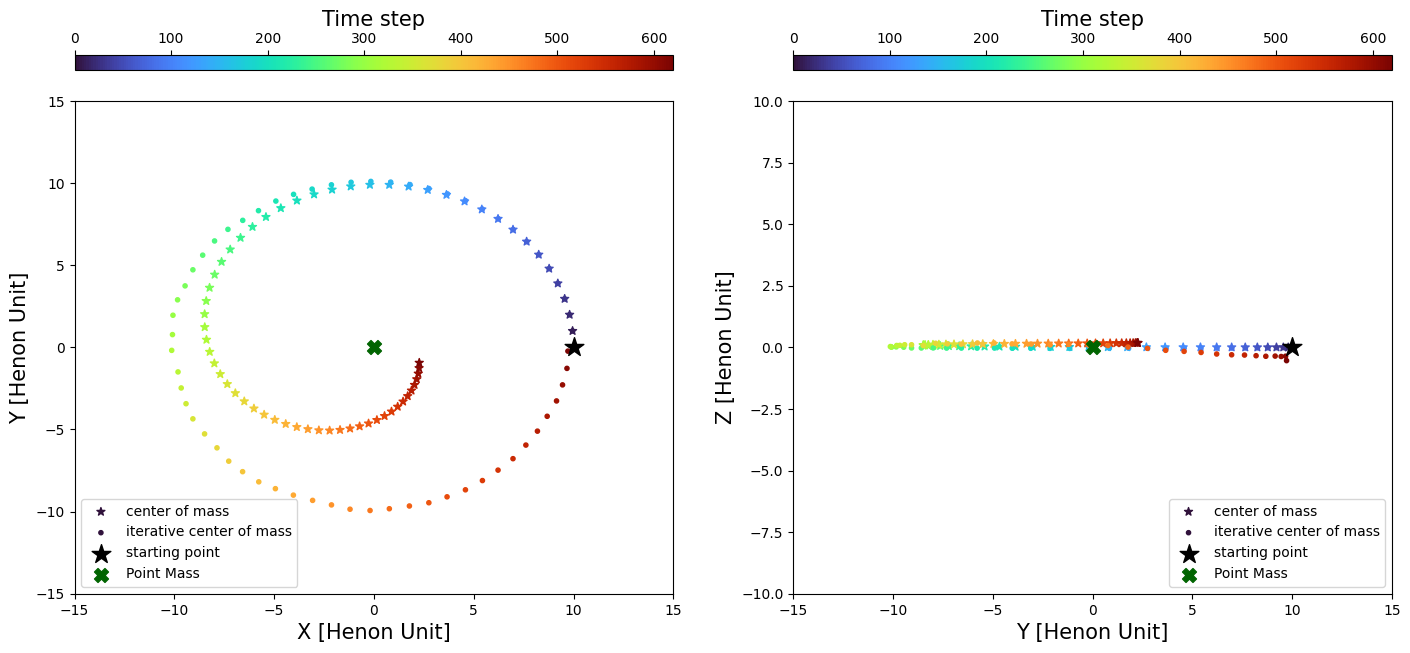 Time step
0 100 200 300 400 500 600
15
10
5
0
−5
−10
−15
Y [Henon Unit]
center of mass
iterative center of mass
starting point
Point Mass
−15 −10 −5 0 5 10 15
X [Henon Unit]
Time step
0 100 200 300 400 500 600
10.0
7.5
5.0
2.5
0.0
−2.5
−5.0
−7.5
−10.0
Z [Henon Unit]
center of mass
iterative center of mass
starting point
Point Mass
−15 −10 −5 0 5 10 15
Y [Henon Unit]